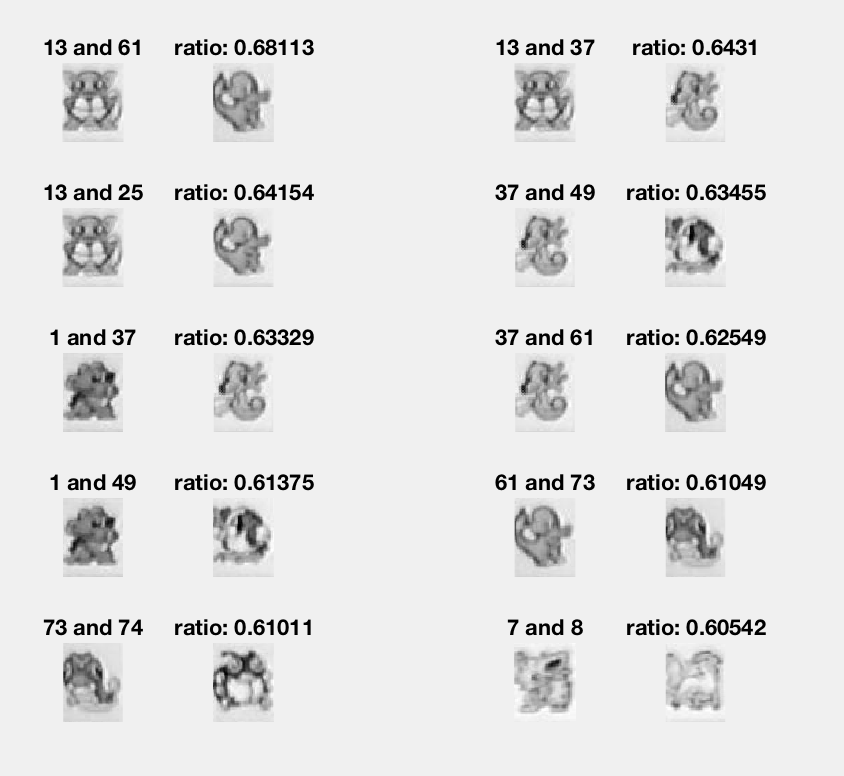 13 and 61 ratio: 0.68113 13 and 37 ratio: 0.6431
13 and 25 ratio: 0.64154 37 and 49 ratio: 0.63455
1 and 37 ratio: 0.63329 37 and 61 ratio: 0.62549
1 and 49 ratio: 0.61375 61 and 73 ratio: 0.61049
73 and 74 ratio: 0.61011 7 and 8 ratio: 0.60542